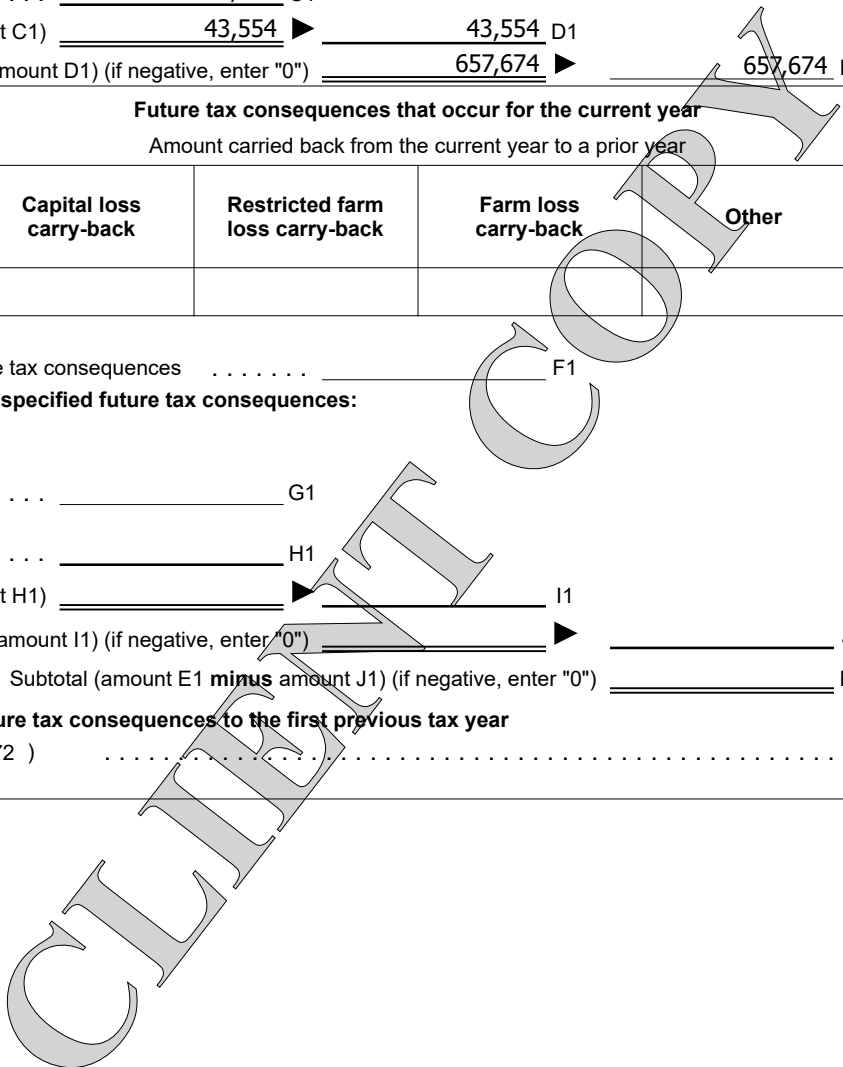 t C1) 43,554 ► 43,554 D1
mount D1) (if negative, enter "0") 657,674 ► 657,674
Future tax consequences that occur for the current year
Amount carried back from the current year to a prior year
Capital loss carry-back Restricted farm loss carry-back Farm loss carry-back Other
e tax consequences . . . . . . . F1
specified future tax consequences:
. . . G1
. . . H1
t H1) ► I1
amount I1) (if negative, enter "0") ►
Subtotal (amount E1 minus amount J1) (if negative, enter "0")
ure tax consequences to the first previous tax year
72 ) . . . . . . . . . . . . . . . . . . . . . . . . . . . . . . . . . . . . . . . . . . . . . . . . . .
CLIENT COPY